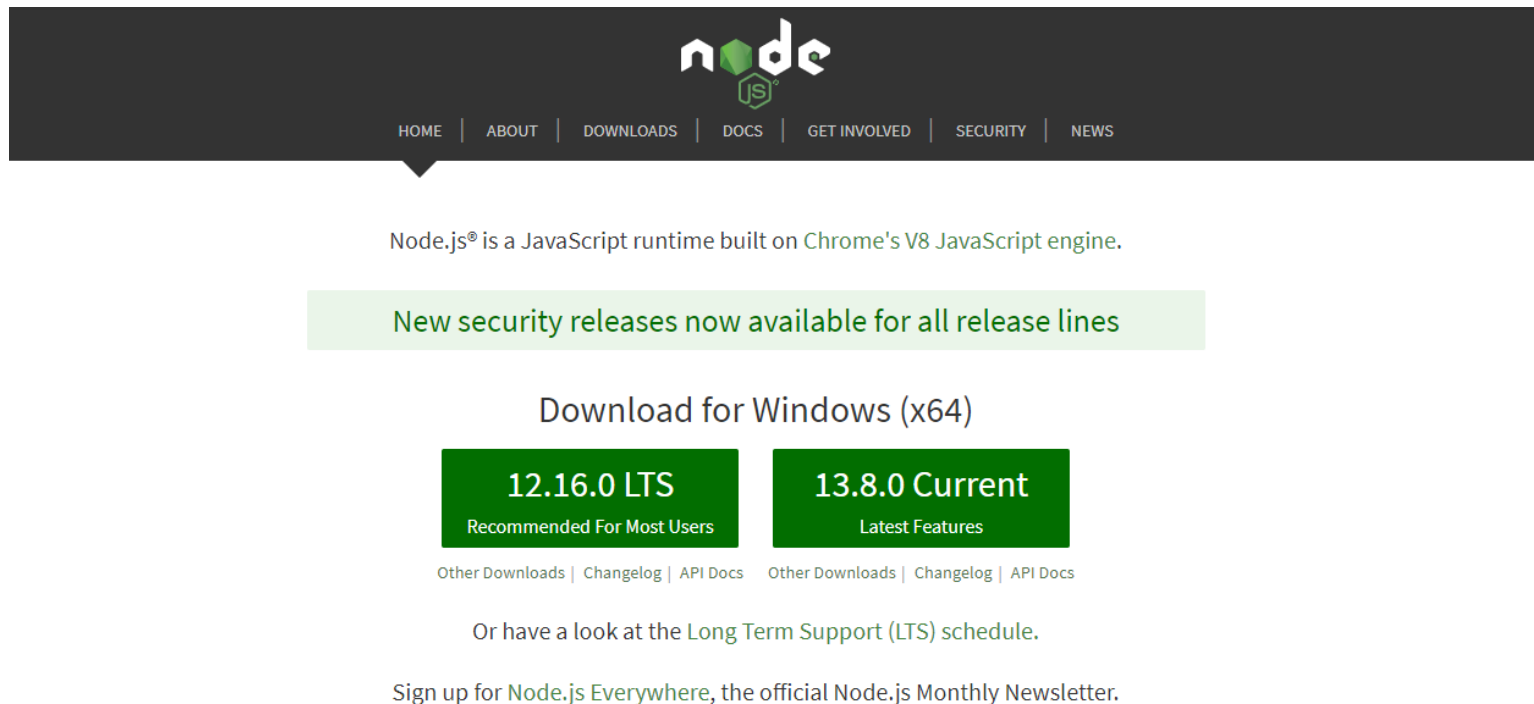 node
JS
HOME | ABOUT | DOWNLOADS | DOCS | GET INVOLVED | SECURITY | NEWS
Node.js® is a JavaScript runtime built on Chrome's V8 JavaScript engine.
New security releases now available for all release lines
Download for Windows (x64)
12.16.0 LTS
Recommended For Most Users
13.8.0 Current
Latest Features
Other Downloads | Changelog | API Docs
Other Downloads | Changelog | API Docs
Or have a look at the Long Term Support (LTS) schedule.
Sign up for Node.js Everywhere, the official Node.js Monthly Newsletter.